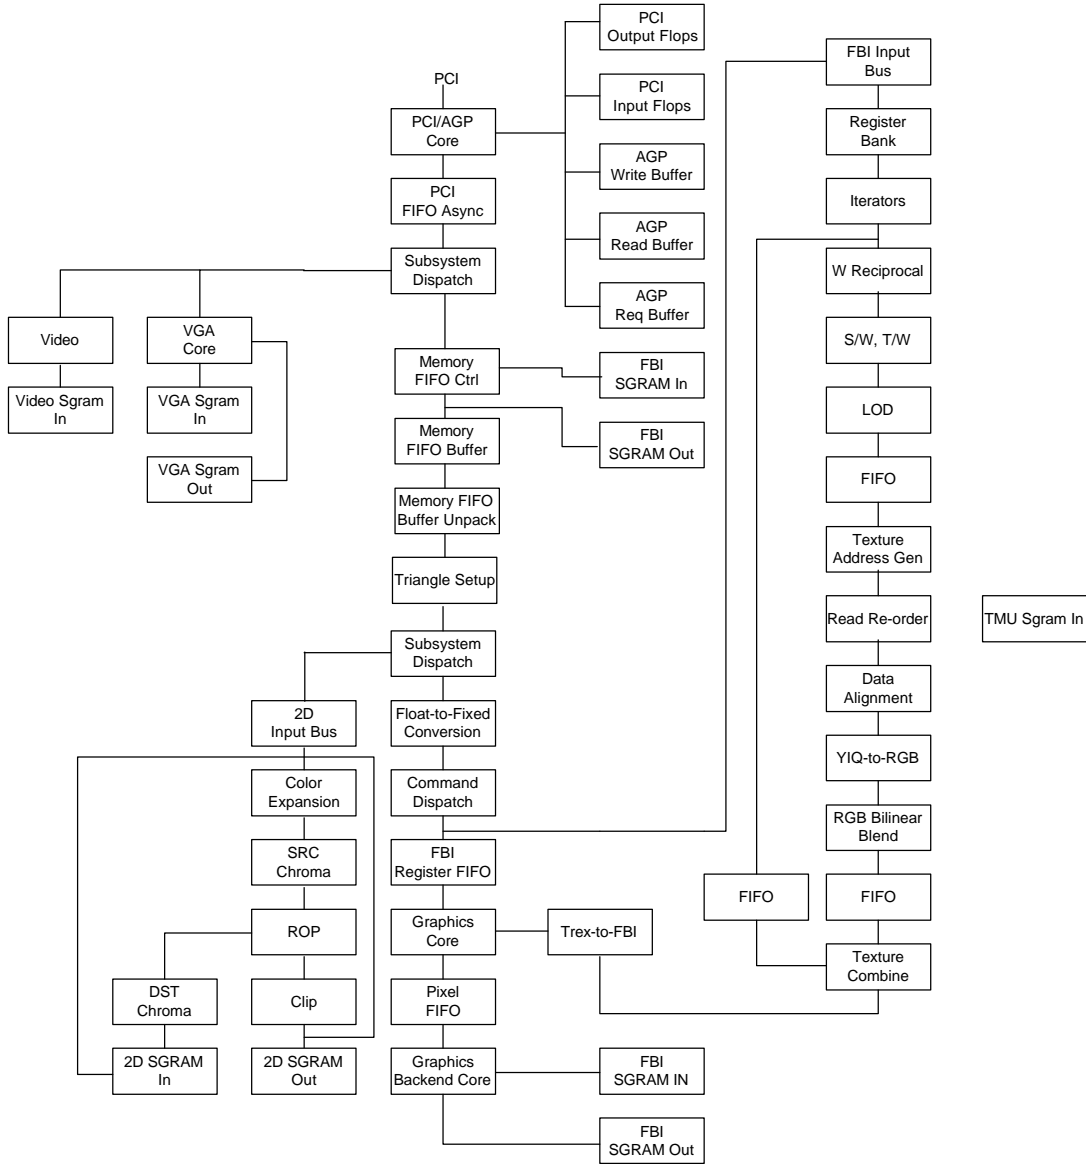 PCI
Output Flops
FBI Input
Bus
PCI
PCI
Input Flops
PCI/AGP
Core
Register
Bank
AGP
Write Buffer
PCI
FIFO Async
Iterators
AGP
Read Buffer
Subsystem
Dispatch
W Reciprocal
AGP
Req Buffer
Video
VGA
Core
S/W, T/W
Memory
FIFO Ctrl
FBI
SGRAM In
Video Sgram
In
VGA Sgram
In
LOD
Memory
FIFO Buffer
FBI
SGRAM Out
VGA Sgram
Out
FIFO
Memory FIFO
Buffer Unpack
Texture
Address Gen
Triangle Setup
Read Re-order
TMU Sgram In
Subsystem
Dispatch
Data
Alignment
2D
Input Bus
Float-to-Fixed
Conversion
YIQ-to-RGB
Color
Expansion
Command
Dispatch
RGB Bilinear
Blend
SRC
Chroma
FBI
Register FIFO
FIFO
FIFO
ROP
Graphics
Core
Trex-to-FBI
Texture
Combine
DST
Chroma
Clip
Pixel
FIFO
2D SGRAM
In
2D SGRAM
Out
Graphics
Backend Core
FBI
SGRAM IN
FBI
SGRAM Out